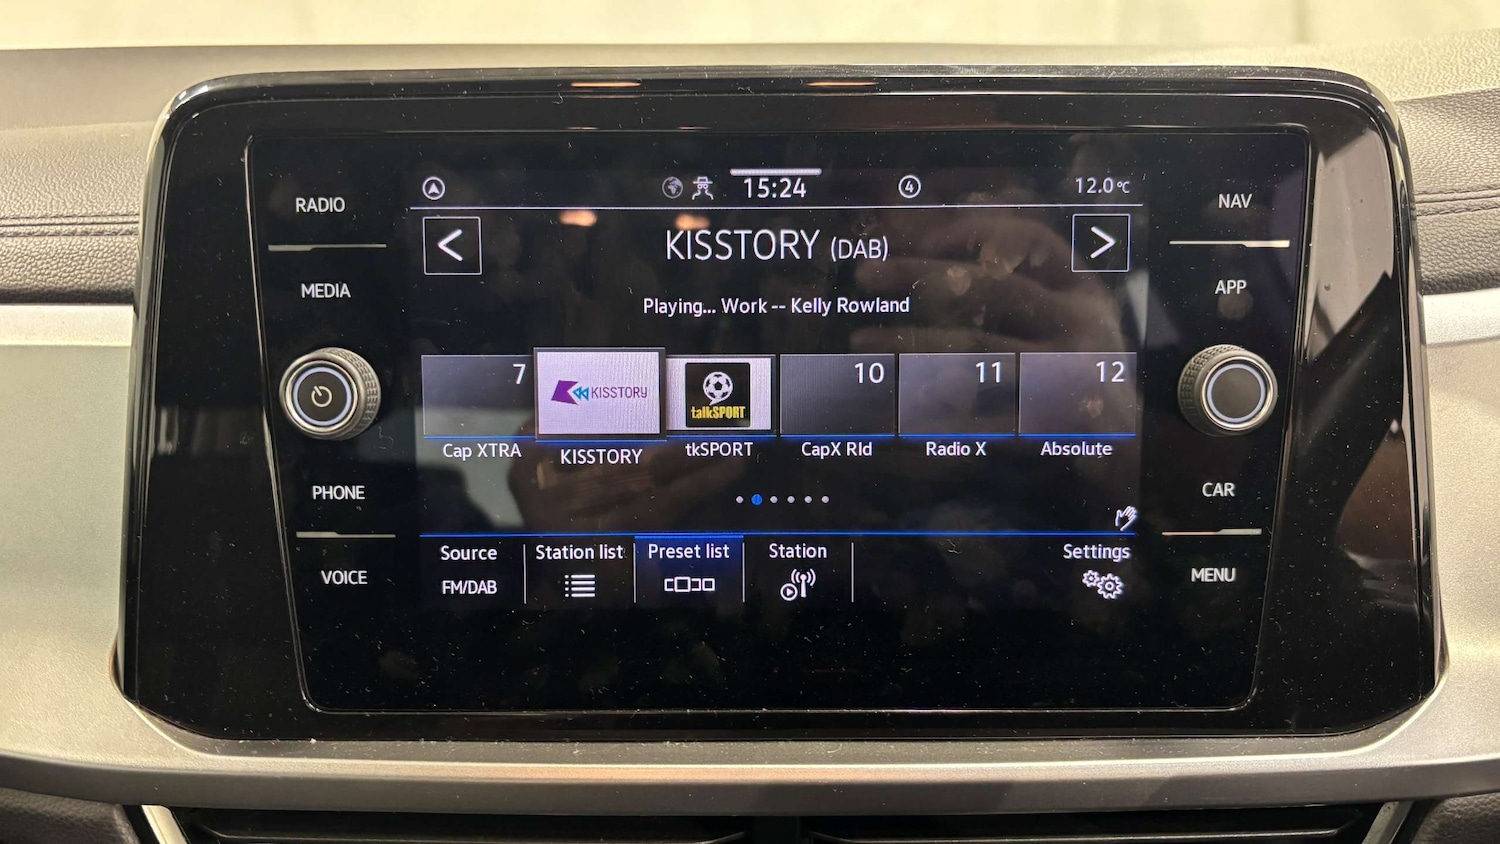 RADIO
MEDIA
PHONE
VOICE
15:24
4
12.0°C
KISSTORY (DAB)
Playing... Work -- Kelly Rowland
7
KISSTORY
talkSPORT
10
11
12
Cap XTRA
KISSTORY
tkSPORT
CapX Rld
Radio X
Absolute
Source
FM/DAB
Station list
Preset list
Station
Settings
NAV
APP
CAR
MENU